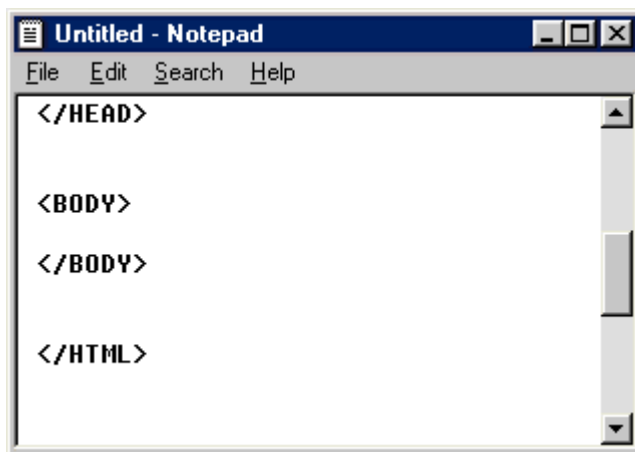 Untitled - Notepad
File Edit Search Help
</HEAD>
<BODY>
</BODY>
</HTML>